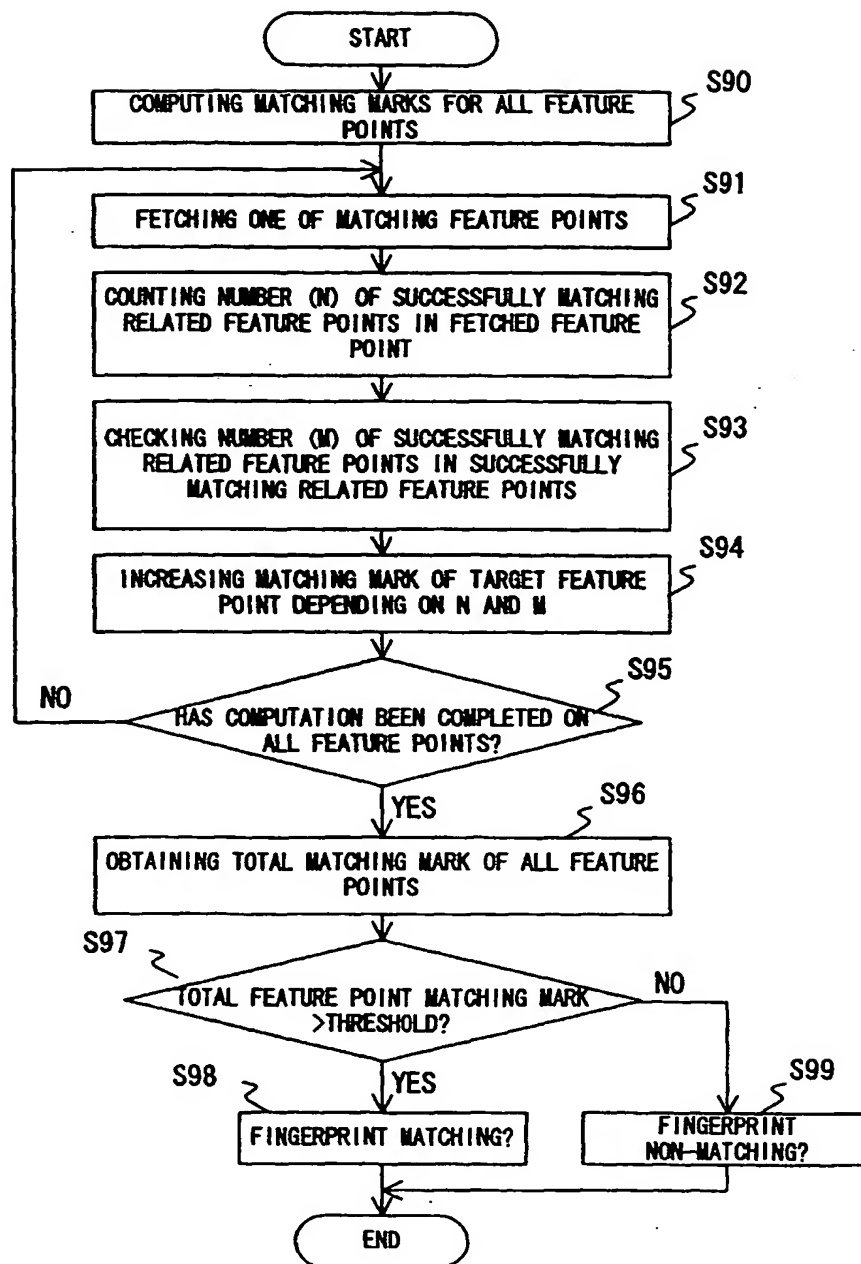 START
S90
COMPUTING MATCHING MARKS FOR ALL FEATURE
POINTS
S91
FETCHING ONE OF MATCHING FEATURE POINTS
S92
COUNTING NUMBER (N) OF SUCCESSFULLY MATCHING
RELATED FEATURE POINTS IN FETCHED FEATURE
POINT
S93
CHECKING NUMBER (M) OF SUCCESSFULLY MATCHING
RELATED FEATURE POINTS IN SUCCESSFULLY
MATCHING RELATED FEATURE POINTS
S94
INCREASING MATCHING MARK OF TARGET FEATURE
POINT DEPENDING ON N AND M
S95
NO
HAS COMPUTATION BEEN COMPLETED ON
ALL FEATURE POINTS?
YES
S96
OBTAINING TOTAL MATCHING MARK OF ALL FEATURE
POINTS
S97
NO
TOTAL FEATURE POINT MATCHING MARK
>THRESHOLD?
S98
YES
S99
FINGERPRINT MATCHING?
FINGERPRINT
NON-MATCHING?
END